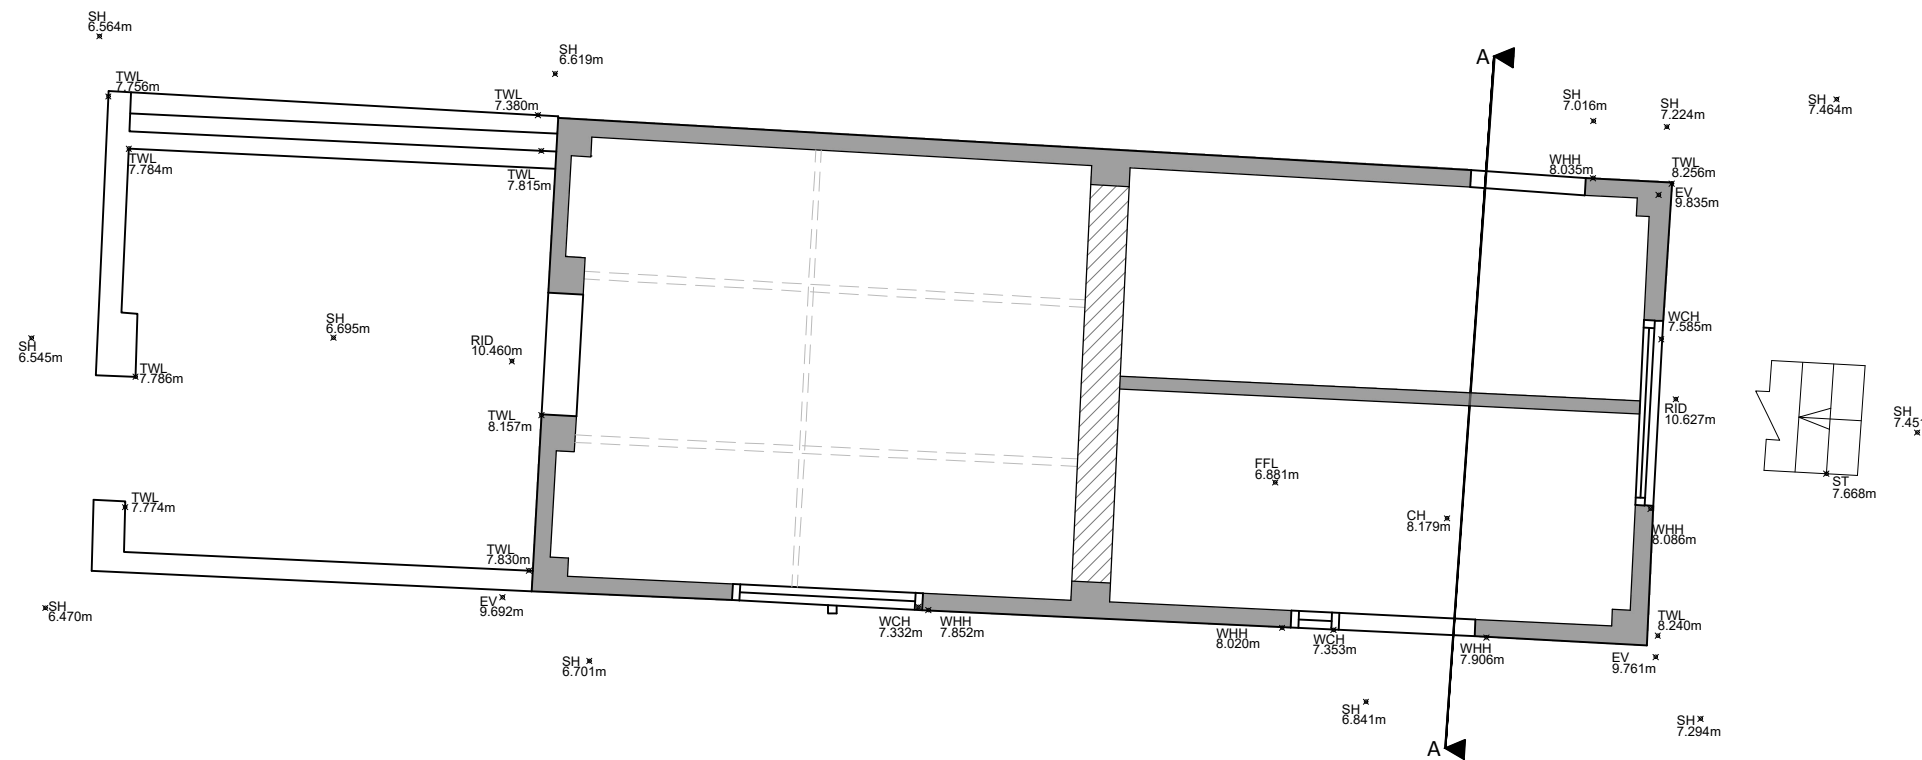 SH
6.564m
SH
6.619m
A
TWL
7.756m
TWL
7.380m
SH
7.016m
SH
7.224m
SH
7.464m
TWL
7.784m
TWL
7.815m
WHH
8.035m
TWL
8.256m
EV
9.835m
SH
6.545m
SH
6.695m
RID
10.460m
WCH
7.585m
TWL
7.786m
TWL
8.157m
RID
10.627m
SH
FFL
6.881m
ST
7.668m
TWL
7.774m
CH
8.179m
WHH
8.086m
TWL
7.830m
SH
6.470m
EV
9.692m
WCH
7.332m
WHH
7.852m
WHH
8.020m
WCH
7.353m
WHH
7.906m
TWL
8.240m
EV
9.761m
SH
6.701m
SH
6.841m
SH
7.294m
A